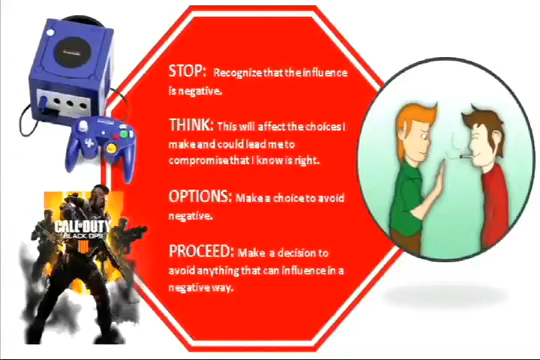 STOP: Recognize that the influence
is negative.
THINK: This will affect the choices I
make and could lead me to
compromise that I know is right.
OPTIONS: Make a choice to avoid
negative.
PROCEED: Make a decision to
avoid anything that can influence in a
negative way.
CALL OF DUTY
BLACK OPS
IIII